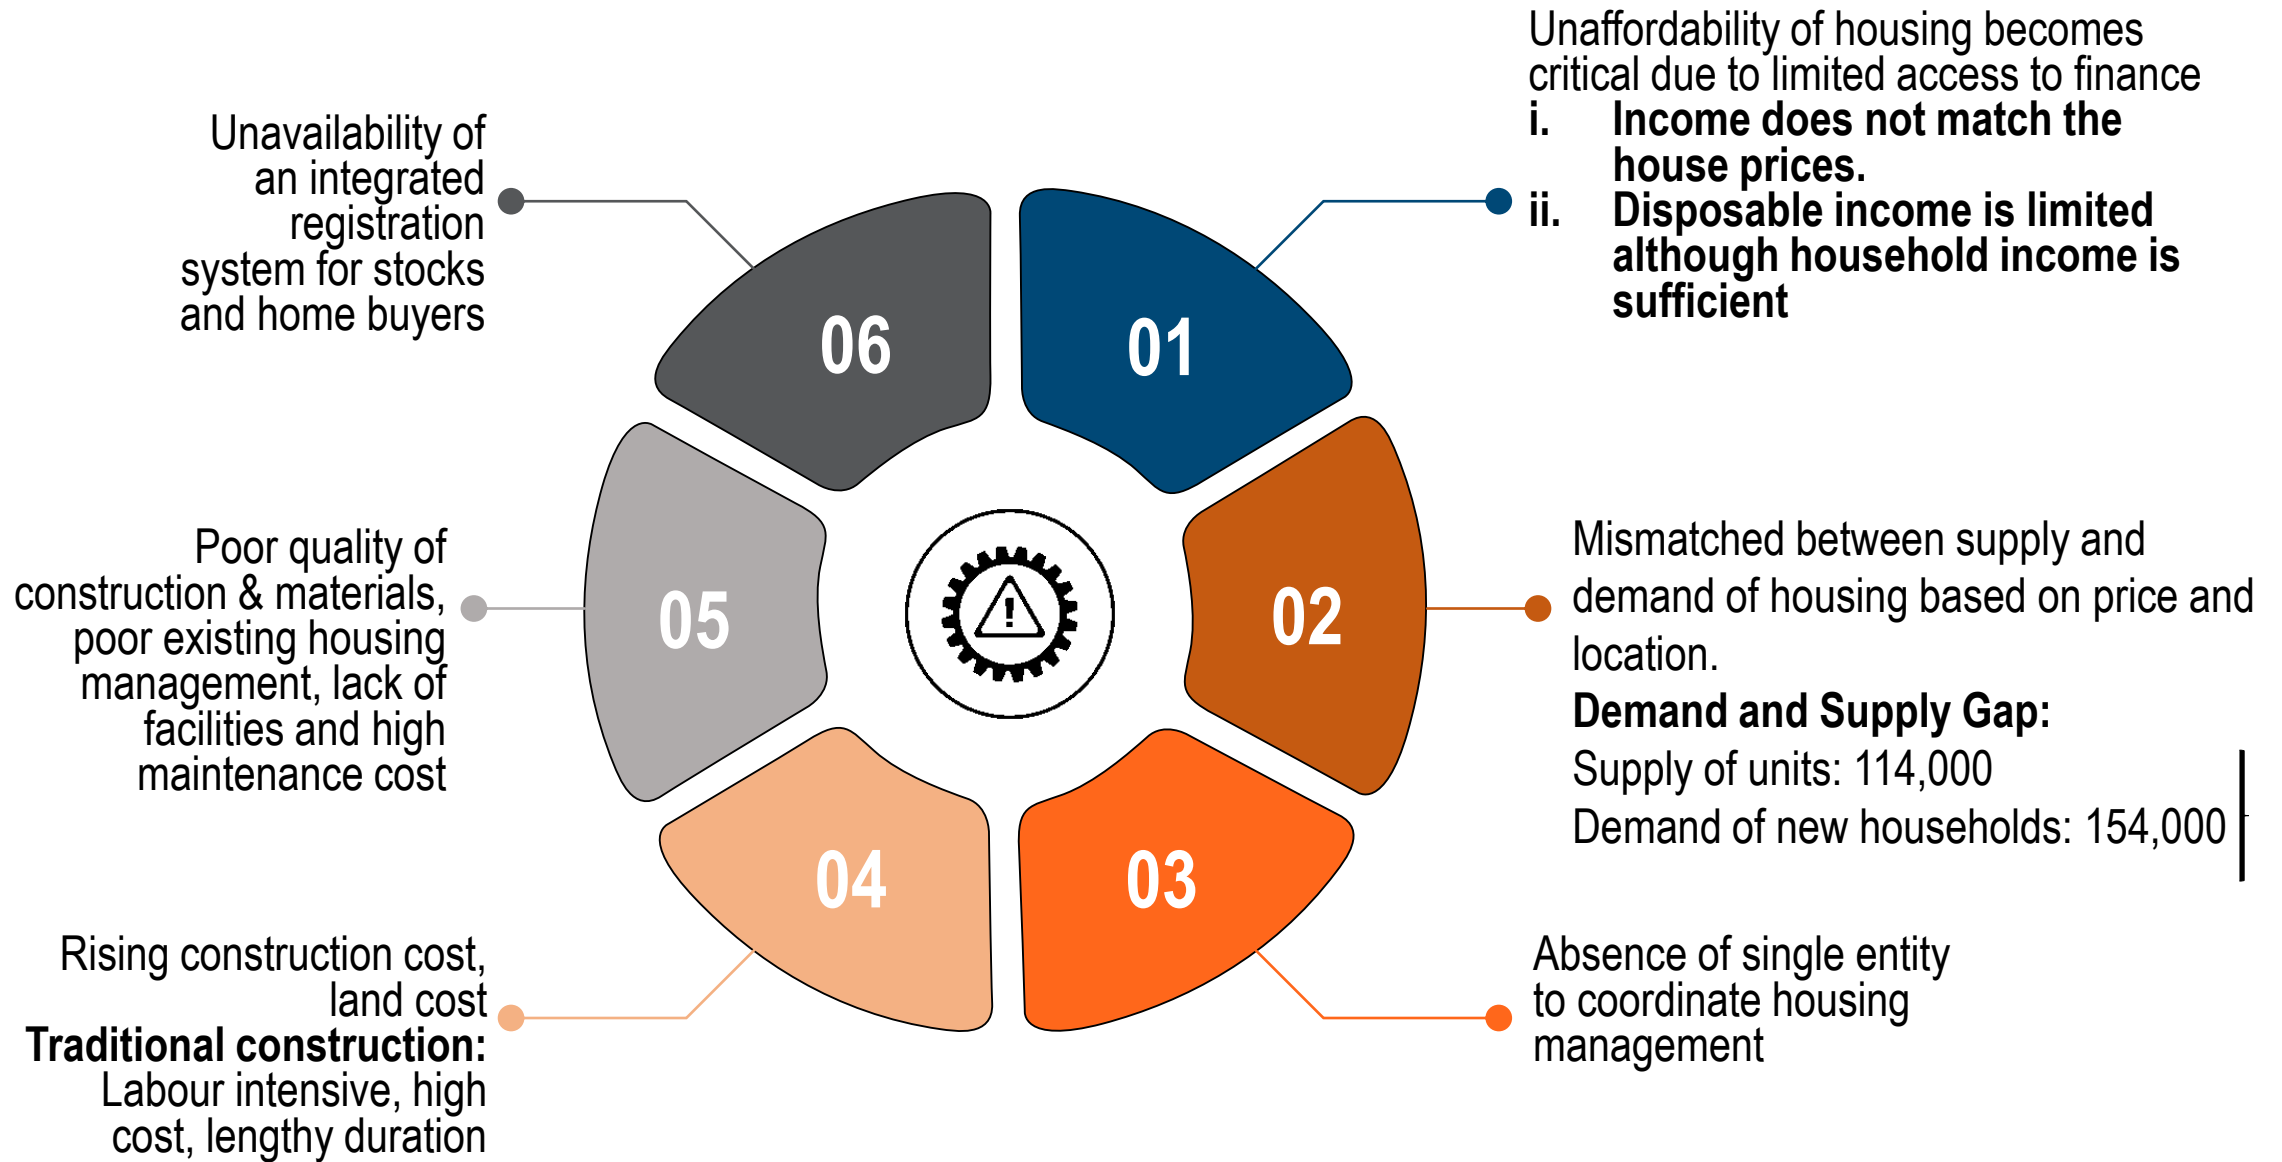 Unaffordability of housing becomes
critical due to limited access to finance
i. Income does not match the
house prices.
ii. Disposable income is limited
although household income is
sufficient
Unavailability of
an integrated
registration
system for stocks
and home buyers
06
01
Mismatched between supply and
demand of housing based on price and
location.
Demand and Supply Gap:
Supply of units: 114,000
Demand of new households: 154,000
Poor quality of
construction & materials,
poor existing housing
management, lack of
facilities and high
maintenance cost
05
02
!
04
03
Rising construction cost,
land cost
Traditional construction:
Labour intensive, high
cost, lengthy duration
Absence of single entity
to coordinate housing
management